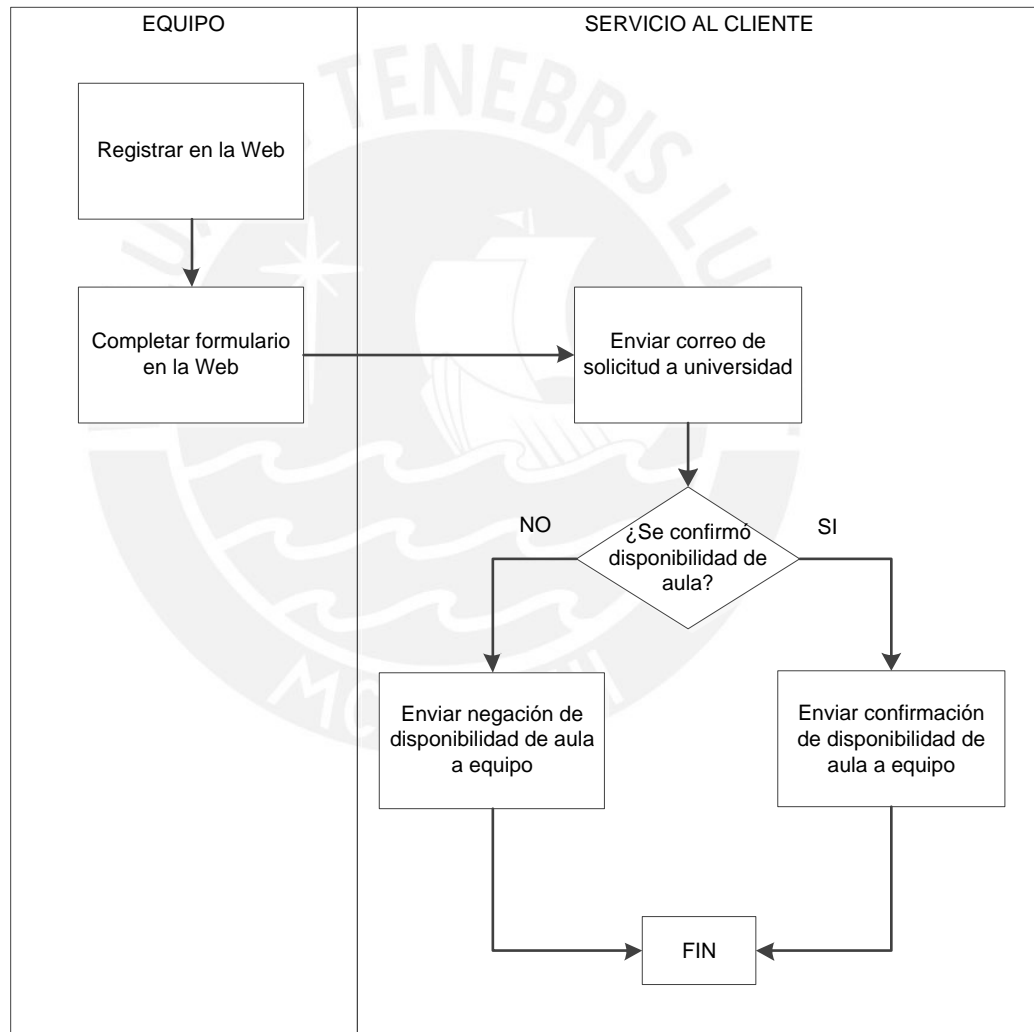 EQUIPO
SERVICIO AL CLIENTE
Registrar en la Web
Completar formulario
en la Web
Enviar correo de
solicitud a universidad
¿Se confirmó
disponibilidad de
aula?
NO
SI
Enviar negación de
disponibilidad de aula
a equipo
Enviar confirmación
de disponibilidad de
aula a equipo
FIN
TENEBRIS